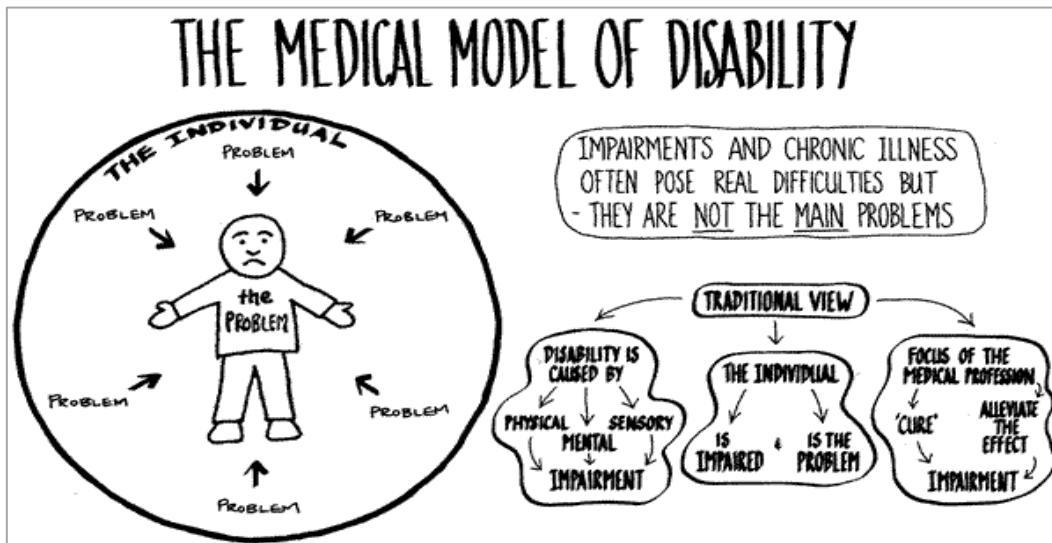 THE MEDICAL MODEL OF DISABILITY
THE INDIVIDUAL
PROBLEM
PROBLEM
PROBLEM
the
PROBLEM
PROBLEM
PROBLEM
PROBLEM
IMPAIRMENTS AND CHRONIC ILLNESS
OFTEN POSE REAL DIFFICULTIES BUT
- THEY ARE NOT THE MAIN PROBLEMS
TRADITIONAL VIEW
DISABILITY IS
CAUSED BY
PHYSICAL SENSORY
MENTAL
IMPAIRMENT
THE INDIVIDUAL
IS
IMPAIRED
&
IS THE
PROBLEM
FOCUS OF THE
MEDICAL PROFESSION
"CURE"
ALLEVIATE
THE
EFFECT
IMPAIRMENT